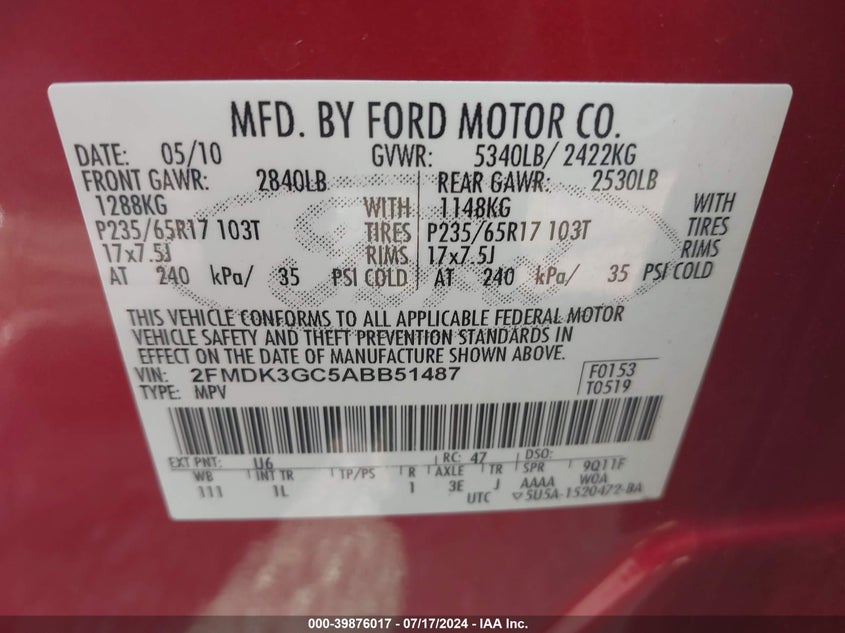 MFD. BY FORD MOTOR CO.
DATE: 05/10 GVWR: 5340LB/ 2422KG
FRONT GAWR: 2840LB REAR GAWR: 2530LB
1288KG WITH 1148KG WITH
P235/65R17 103T TIRES P235/65R17 103T TIRES
17x7.5J RIMS 17x7.5J RIMS
AT 240 kPa/ 35 PSI COLD AT 240 kPa/ 35 PSI COLD
THIS VEHICLE CONFORMS TO ALL APPLICABLE FEDERAL MOTOR
VEHICLE SAFETY AND THEFT PREVENTION STANDARDS IN
EFFECT ON THE DATE OF MANUFACTURE SHOWN ABOVE.
VIN: 2FMDK3GC5ABB51487 F0153
TYPE: MPV T0519
EXT PNT: U6 RC: 47 DSO:
WB INT TR TP/PS R AXLE TR SPR 9Q11F
111 1L 1 3E J AAAA W0A
UTC ▽5U5A-1520472-BA
000-39876017 - 07/17/2024 - IAA Inc.